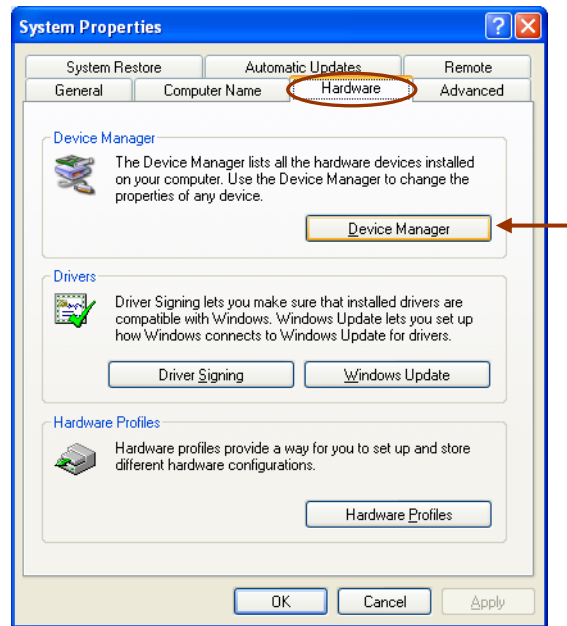 System Properties
System Restore Automatic Updates Remote
General Computer Name Hardware Advanced
Device Manager
The Device Manager lists all the hardware devices installed
on your computer. Use the Device Manager to change the
properties of any device.
Device Manager
Drivers
Driver Signing lets you make sure that installed drivers are
compatible with Windows. Windows Update lets you set up
how Windows connects to Windows Update for drivers.
Driver Signing Windows Update
Hardware Profiles
Hardware profiles provide a way for you to set up and store
different hardware configurations.
Hardware Profiles
OK Cancel Apply